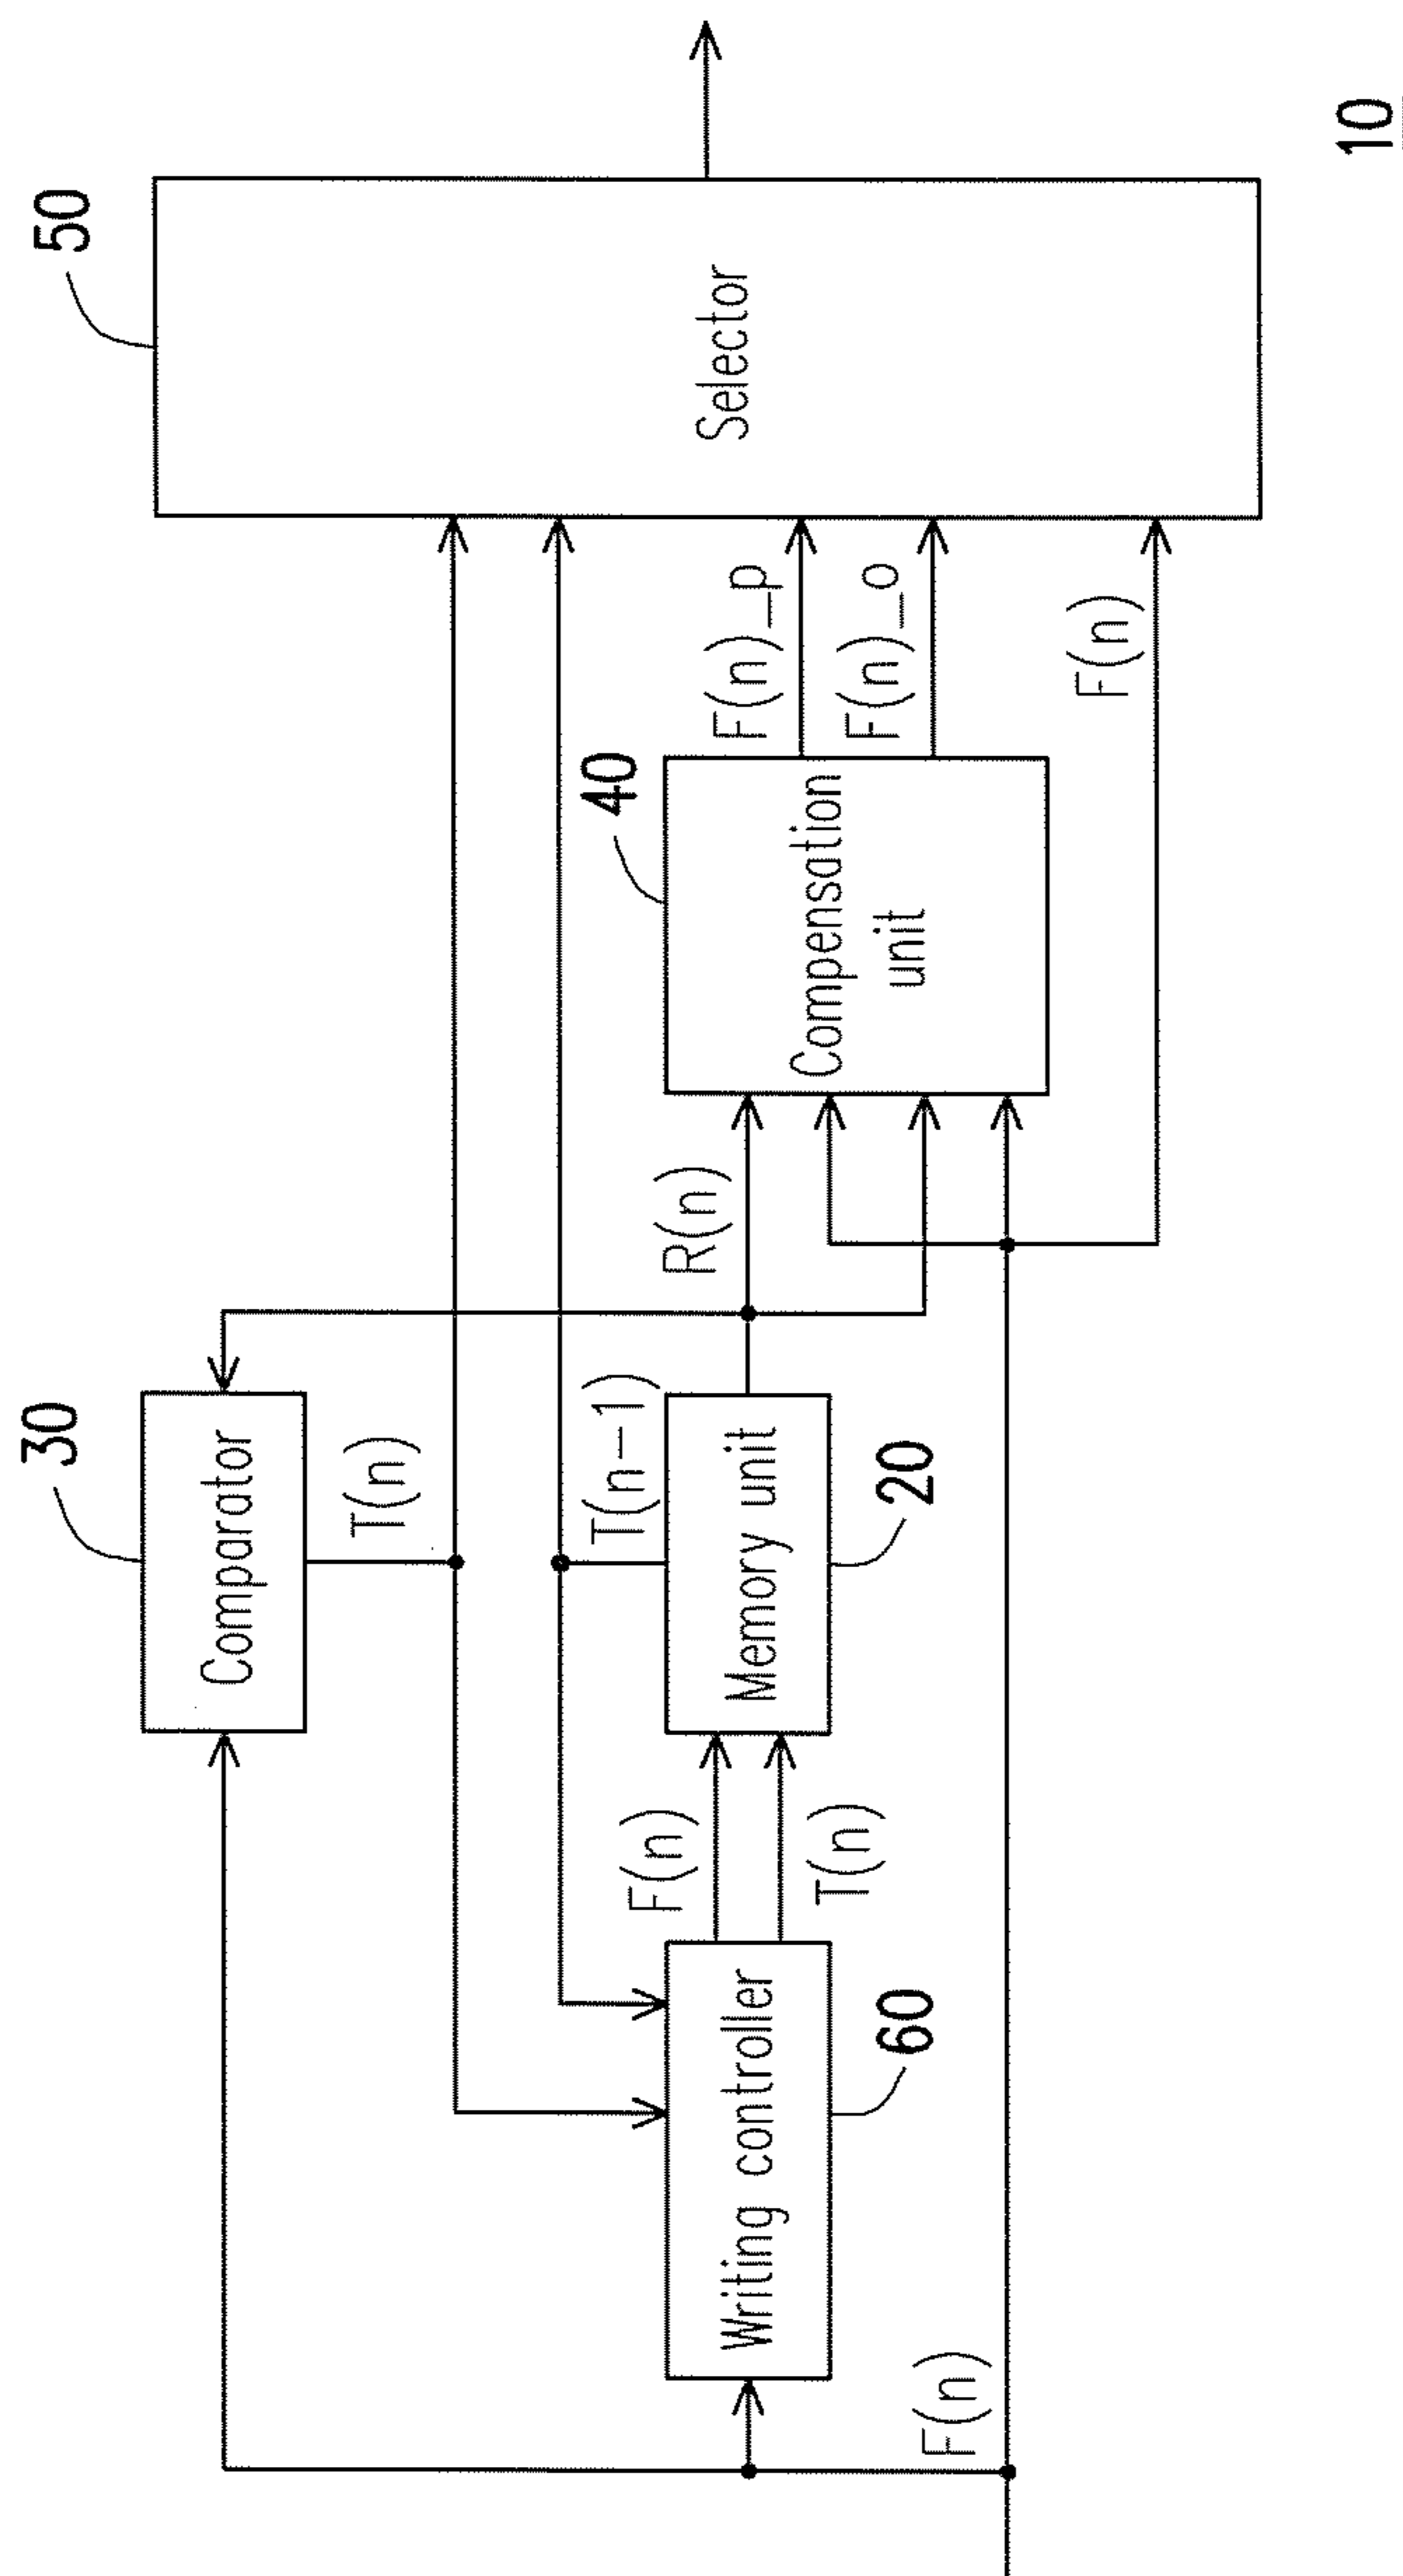 30
Comparator
T(n)
50
Selector
T(n-1)
Writing controller
60
F(n)
T(n)
Memory unit
20
R(n)
40
Compensation
unit
F(n)_p
F(n)_o
F(n)
F(n)
10